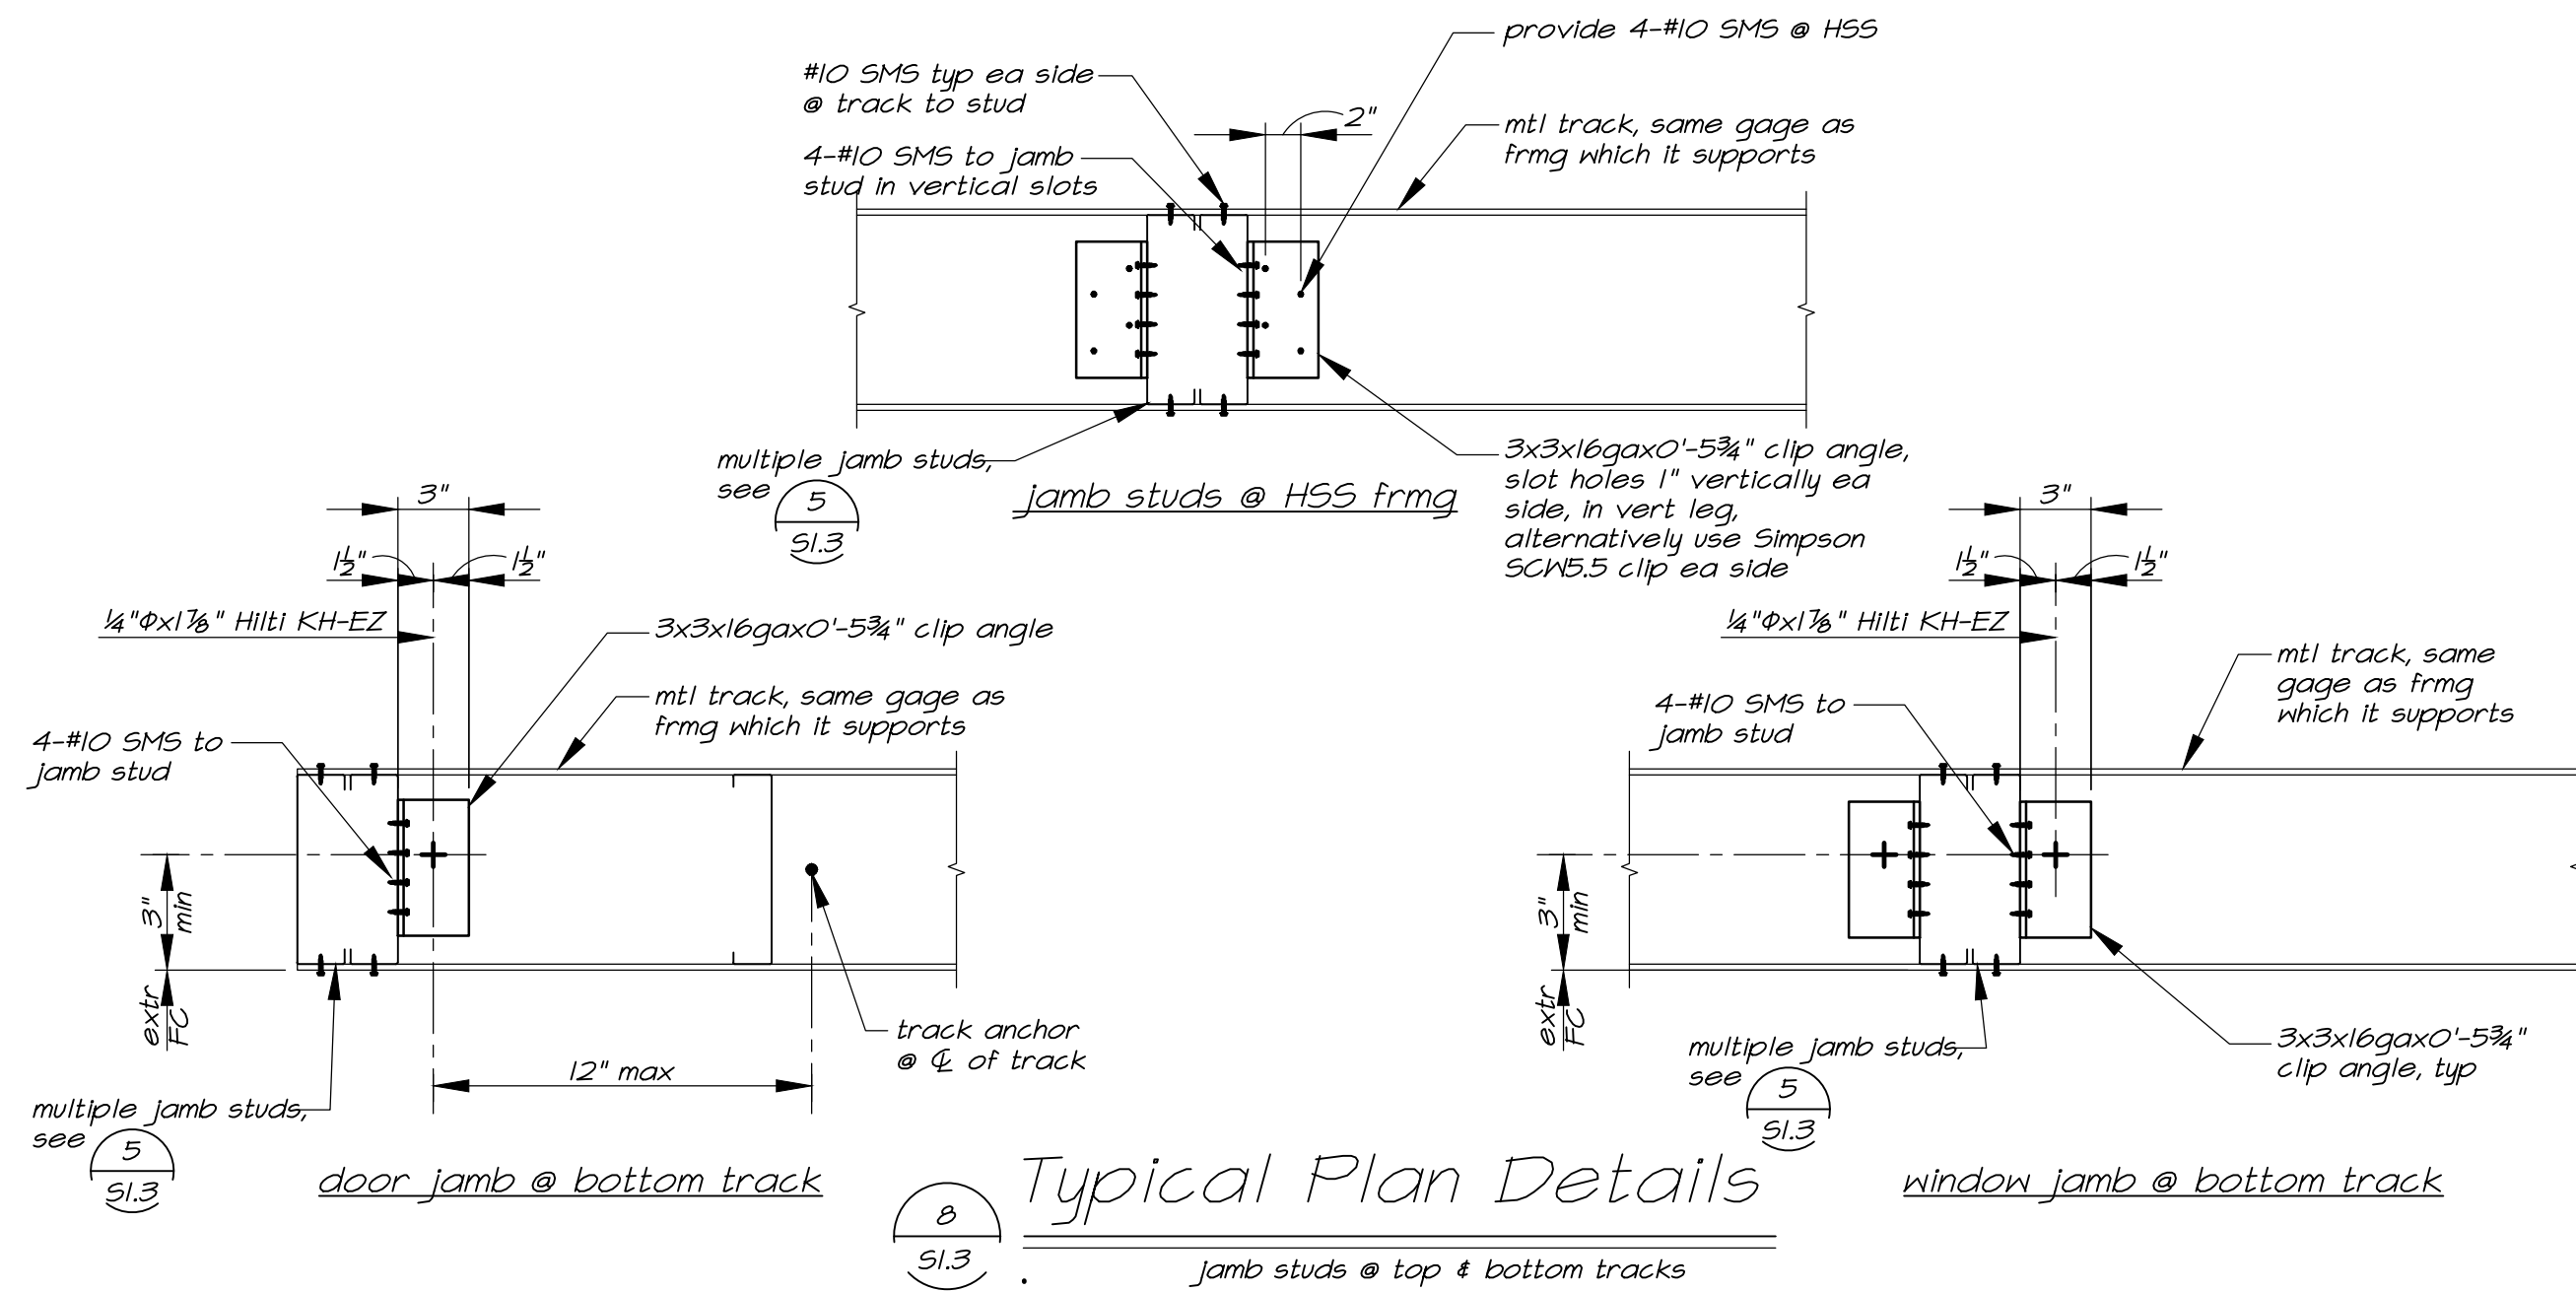 provide 4-#10 SMS @ HSS
#10 SMS typ ea side
@ track to stud
2"
mtl track, same gage as
frmg which it supports
4-#10 SMS to jamb
stud in vertical slots
multiple jamb studs,
see
5
S1.3
jamb studs @ HSS frmg
3x3x16gax0'-5¾" clip angle,
slot holes 1" vertically ea
side, in vert leg,
alternatively use Simpson
SCW5.5 clip ea side
3"
1½"
1½"
¼"Φx1⅞" Hilti KH-EZ
3x3x16gax0'-5¾" clip angle
mtl track, same gage as
frmg which it supports
4-#10 SMS to
jamb stud
3"
min
extr
FC
track anchor
@ ℄ of track
12" max
multiple jamb studs,
see
5
S1.3
door jamb @ bottom track
3"
1½"
1½"
¼"Φx1⅞" Hilti KH-EZ
mtl track, same
gage as frmg
which it supports
4-#10 SMS to
jamb stud
3"
min
extr
FC
multiple jamb studs,
see
5
S1.3
3x3x16gax0'-5¾"
clip angle, typ
window jamb @ bottom track
8
S1.3
Typical Plan Details
jamb studs @ top & bottom tracks